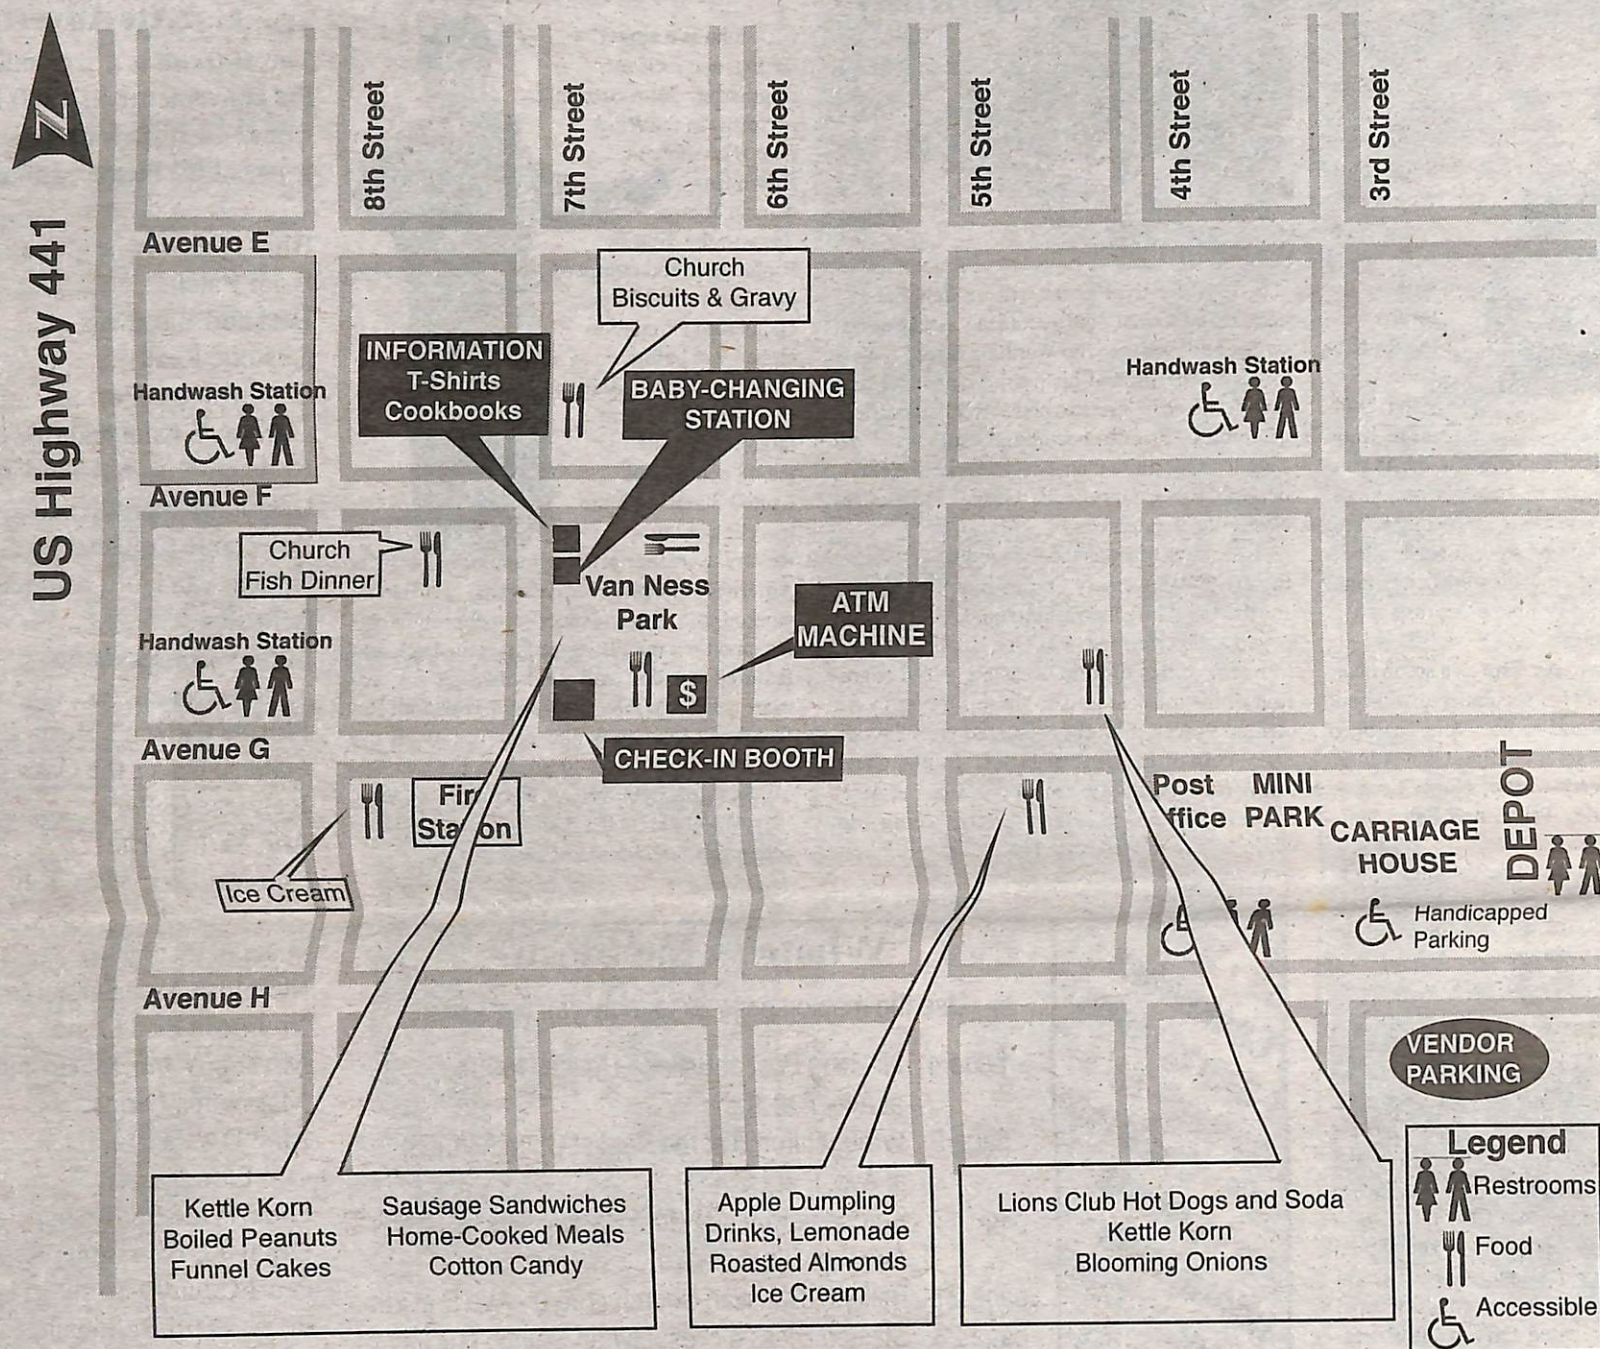 Z
US Highway 441
8th Street
7th Street
6th Street
5th Street
4th Street
3rd Street
Avenue E
Church
Biscuits & Gravy
INFORMATION
T-Shirts
Cookbooks
BABY-CHANGING
STATION
Handwash Station
Handwash Station
Avenue F
Church
Fish Dinner
Van Ness
Park
ATM
MACHINE
$
Handwash Station
Avenue G
CHECK-IN BOOTH
Fir
Sta on
Ice Cream
Post
ffice
MINI
PARK
CARRIAGE
HOUSE
DEPOT
Handicapped
Parking
Avenue H
VENDOR
PARKING
Kettle Korn
Boiled Peanuts
Funnel Cakes
Sausage Sandwiches
Home-Cooked Meals
Cotton Candy
Apple Dumpling
Drinks, Lemonade
Roasted Almonds
Ice Cream
Lions Club Hot Dogs and Soda
Kettle Korn
Blooming Onions
Legend
Restrooms
Food
Accessible